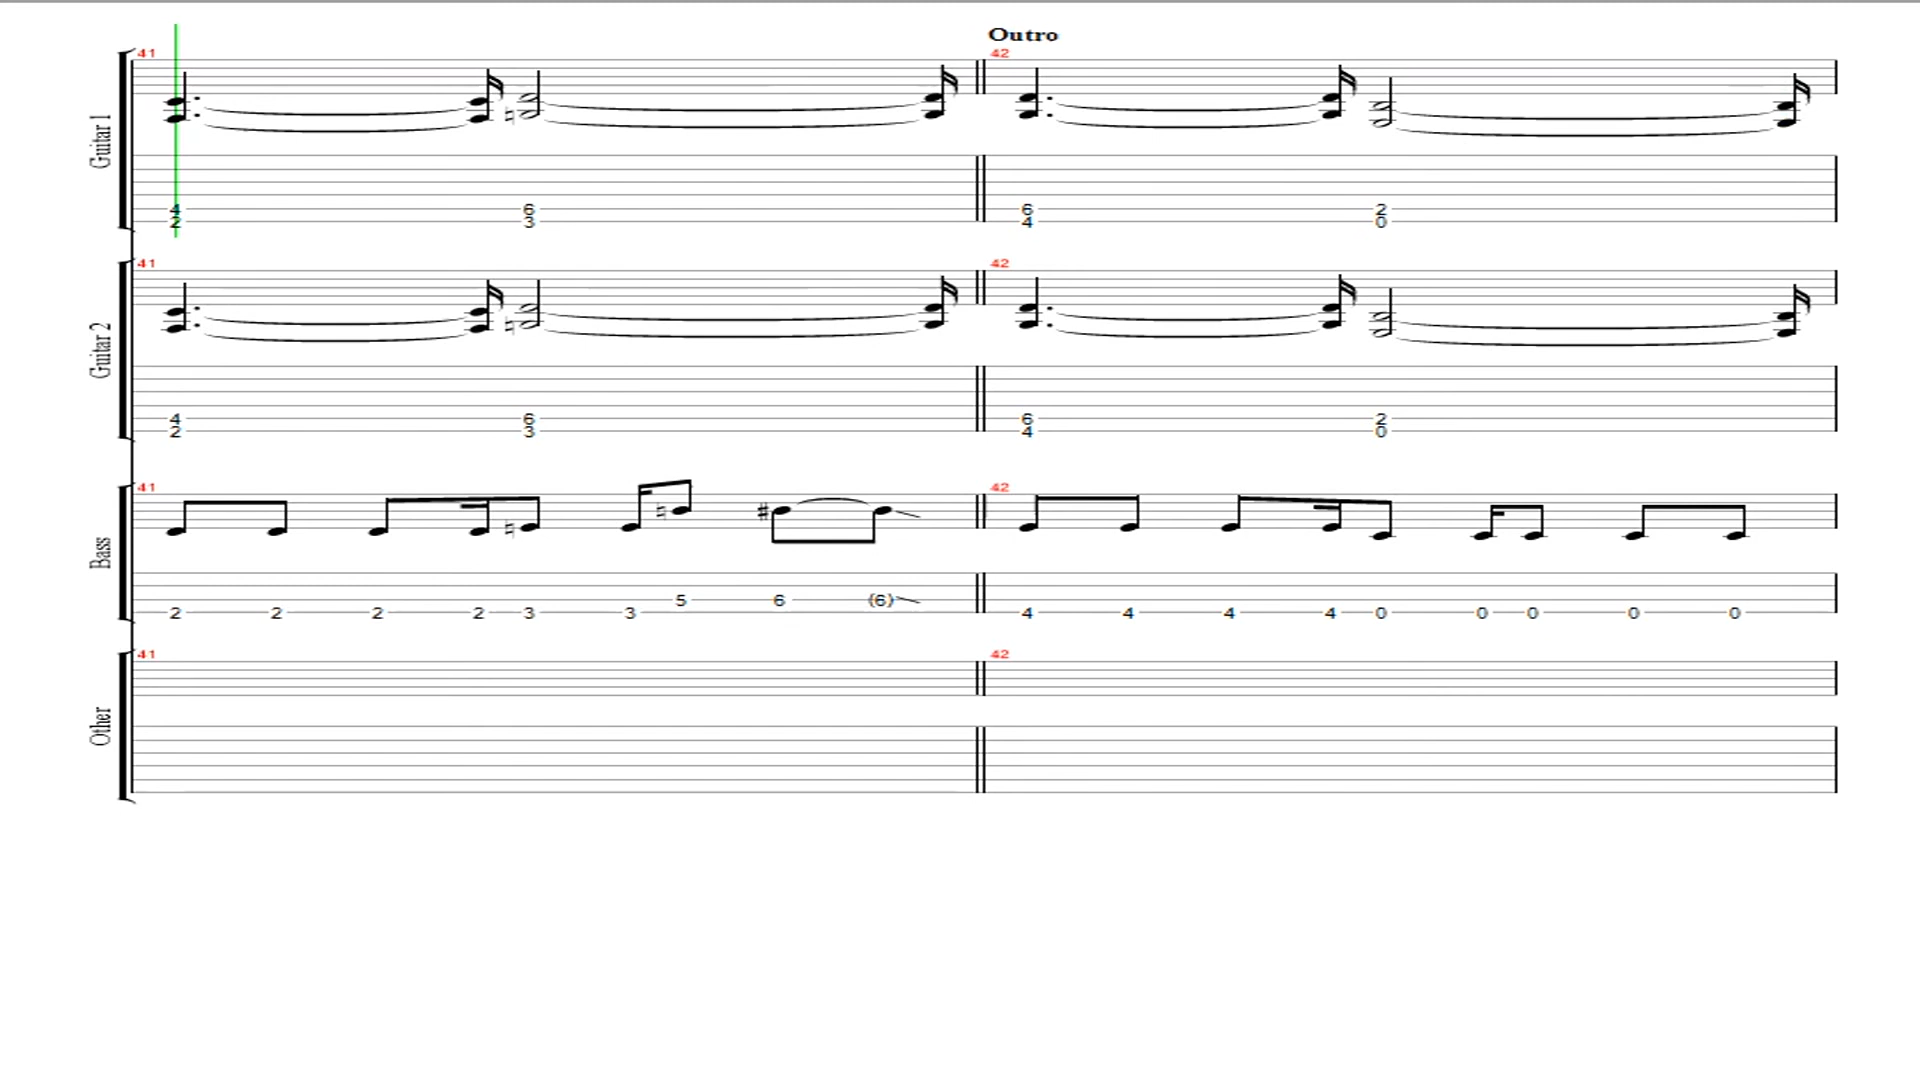 Outro
41 42
Guitar 1
4 6 6 2
2 3 4 0
41 42
Guitar 2
4 6 6 2
2 3 4 0
41 42
Bass
5 6 (6)
2 2 2 2 3 3 4 4 4 4 0 0 0 0 0
41 42
Other